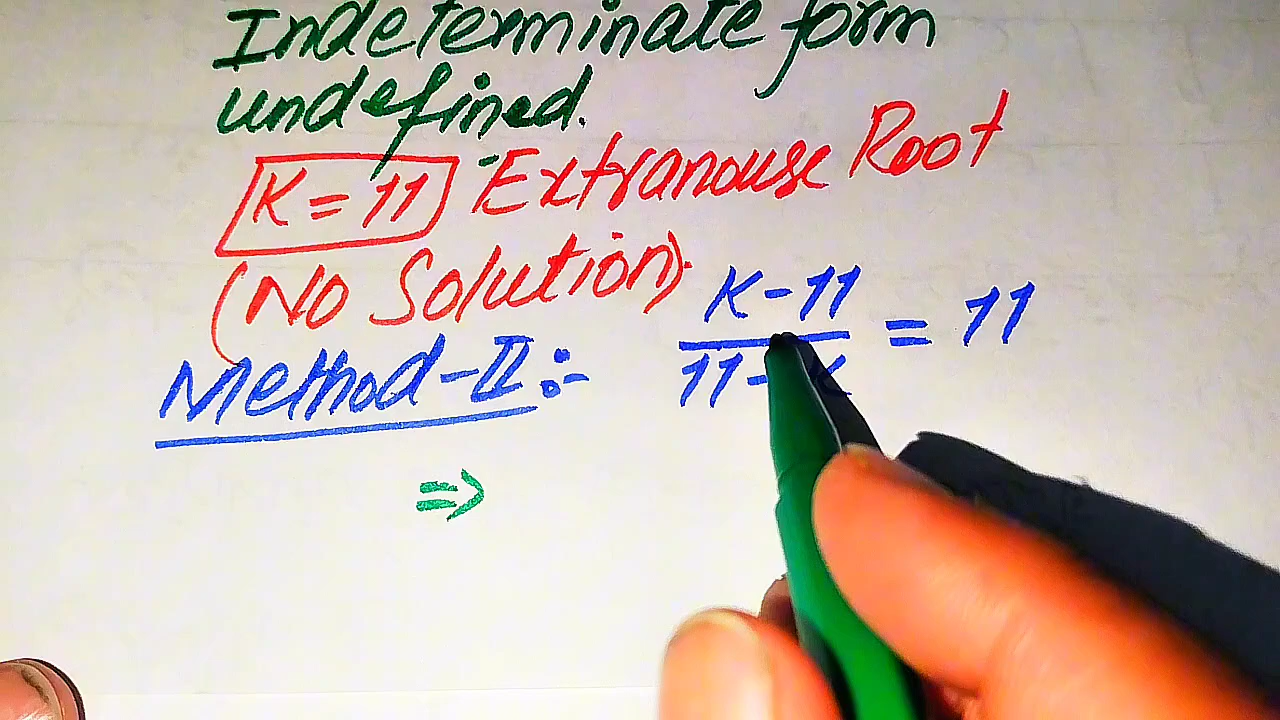 Indeterminate form
undefined.
K = 11 Extranouse Root
(No Solution).
Method-II :- K-11 / 11-K = 11
⇒